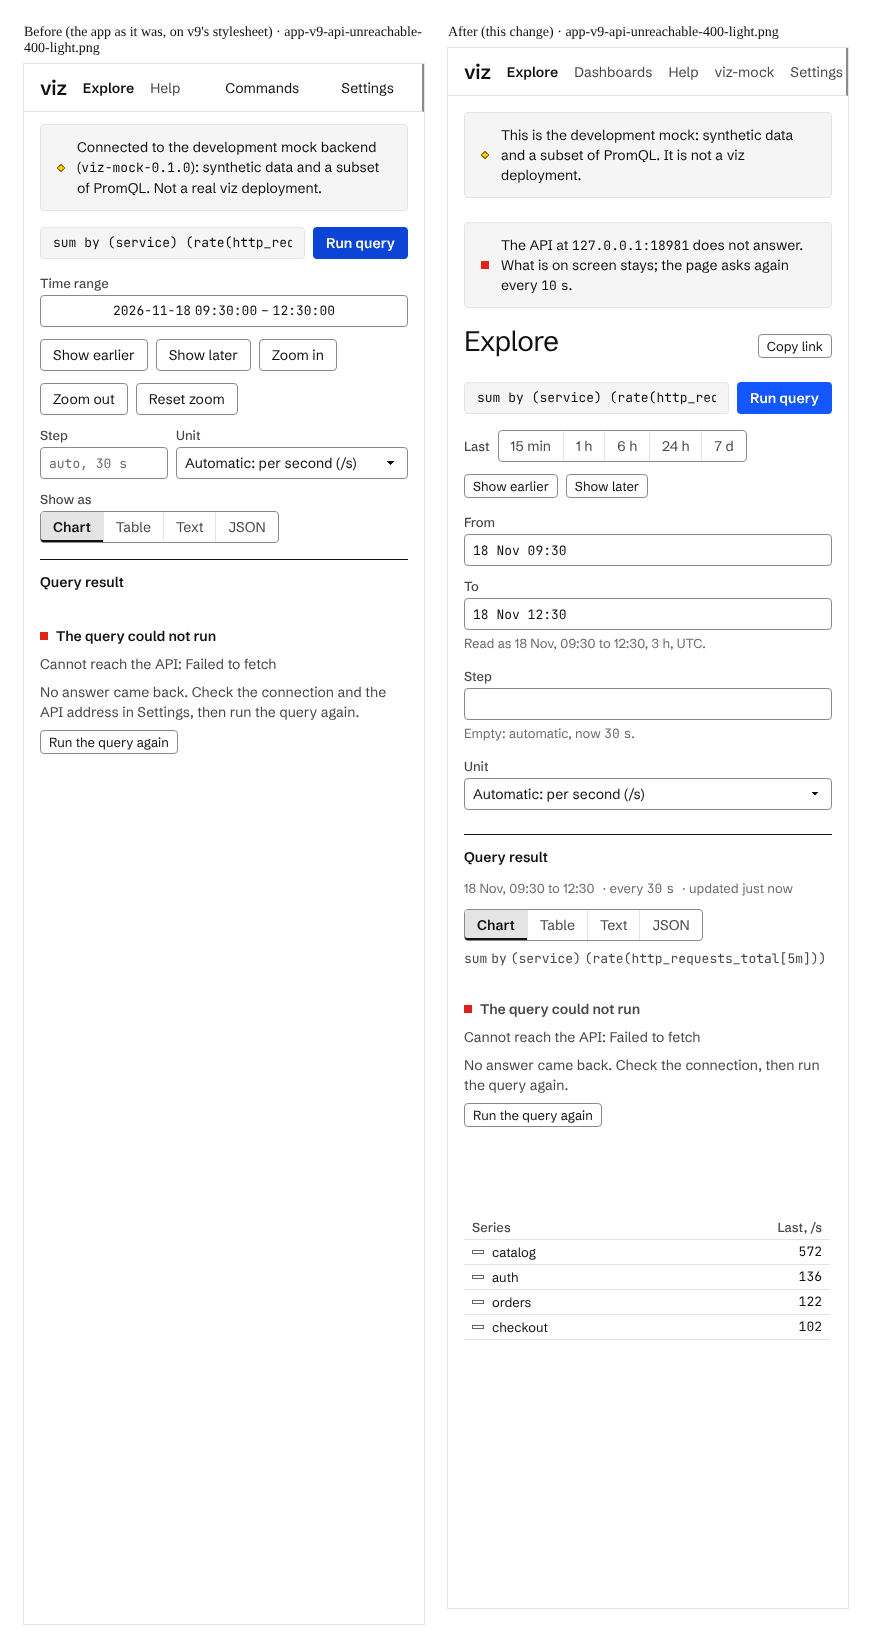 Before (the app as it was, on v9's stylesheet) · app-v9-api-unreachable-
400-light.png
viz Explore Help Commands Settings
Connected to the development mock backend
(viz-mock-0.1.0): synthetic data and a subset
of PromQL. Not a real viz deployment.
sum by (service) (rate(http_rec Run query
Time range
2026-11-18 09:30:00 – 12:30:00
Show earlier Show later Zoom in
Zoom out Reset zoom
Step Unit
auto, 30 s Automatic: per second (/s)
Show as
Chart Table Text JSON
Query result
The query could not run
Cannot reach the API: Failed to fetch
No answer came back. Check the connection and the
API address in Settings, then run the query again.
Run the query again
After (this change) · app-v9-api-unreachable-400-light.png
viz Explore Dashboards Help viz-mock Settings
This is the development mock: synthetic data
and a subset of PromQL. It is not a viz
deployment.
The API at 127.0.0.1:18981 does not answer.
What is on screen stays; the page asks again
every 10 s.
Explore Copy link
sum by (service) (rate(http_rec Run query
Last 15 min 1 h 6 h 24 h 7 d
Show earlier Show later
From
18 Nov 09:30
To
18 Nov 12:30
Read as 18 Nov, 09:30 to 12:30, 3 h, UTC.
Step
Empty: automatic, now 30 s.
Unit
Automatic: per second (/s)
Query result
18 Nov, 09:30 to 12:30 · every 30 s · updated just now
Chart Table Text JSON
sum by (service) (rate(http_requests_total[5m]))
The query could not run
Cannot reach the API: Failed to fetch
No answer came back. Check the connection, then run
the query again.
Run the query again
Series Last, /s
catalog 572
auth 136
orders 122
checkout 102